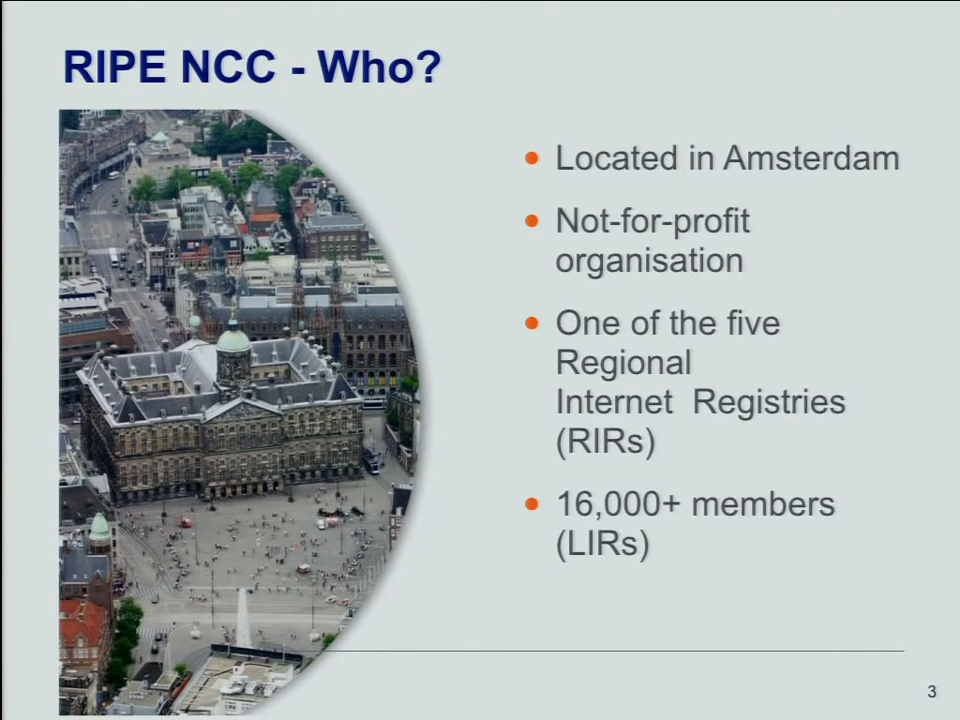 RIPE NCC - Who?
Located in Amsterdam
Not-for-profit
organisation
One of the five
Regional
Internet Registries
(RIRs)
16,000+ members
(LIRs)
3